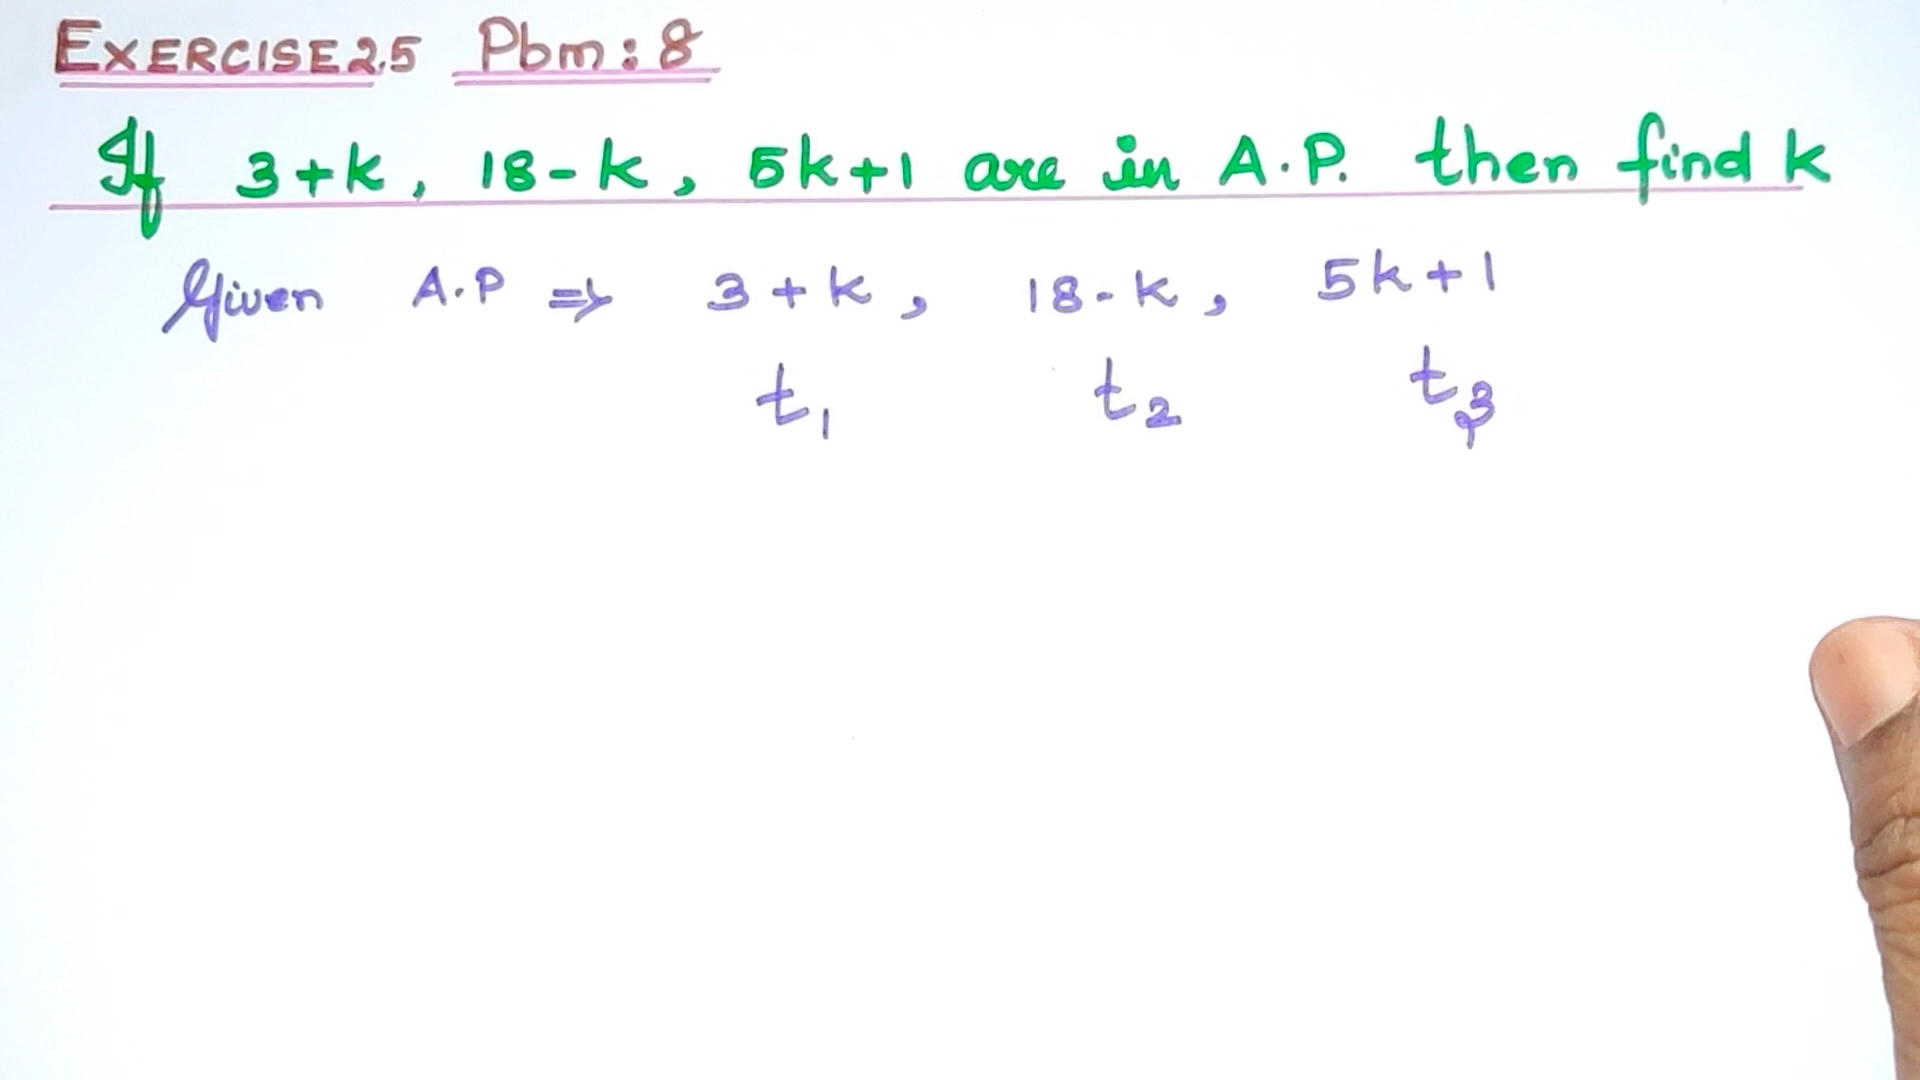 EXERCISE 2.5 Pbm: 8
If 3+k, 18-k, 5k+1 are in A.P. then find k
Given A.P ⇒ 3+k, 18-k, 5k+1
t₁ t₂ t₃